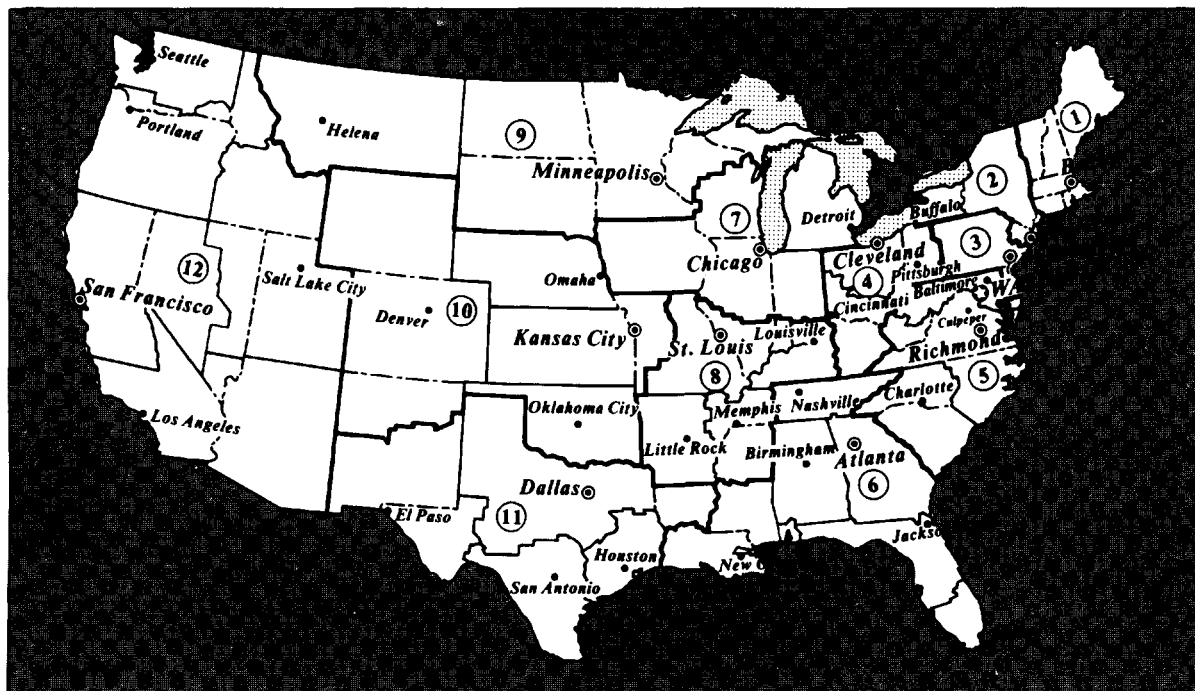 Seattle
Portland
Helena
9
Minneapolis
1
2
Buffalo
Detroit
7
3
Cleveland
Chicago
4
Pittsburgh
Baltimore
Cincinnati
Omaha
12
Salt Lake City
San Francisco
Denver
10
Kansas City
St. Louis
Louisville
Culpeper
Richmond
8
5
Charlotte
Nashville
Memphis
Oklahoma City
Los Angeles
Little Rock
Birmingham
Atlanta
6
Dallas
11
El Paso
Houston
San Antonio